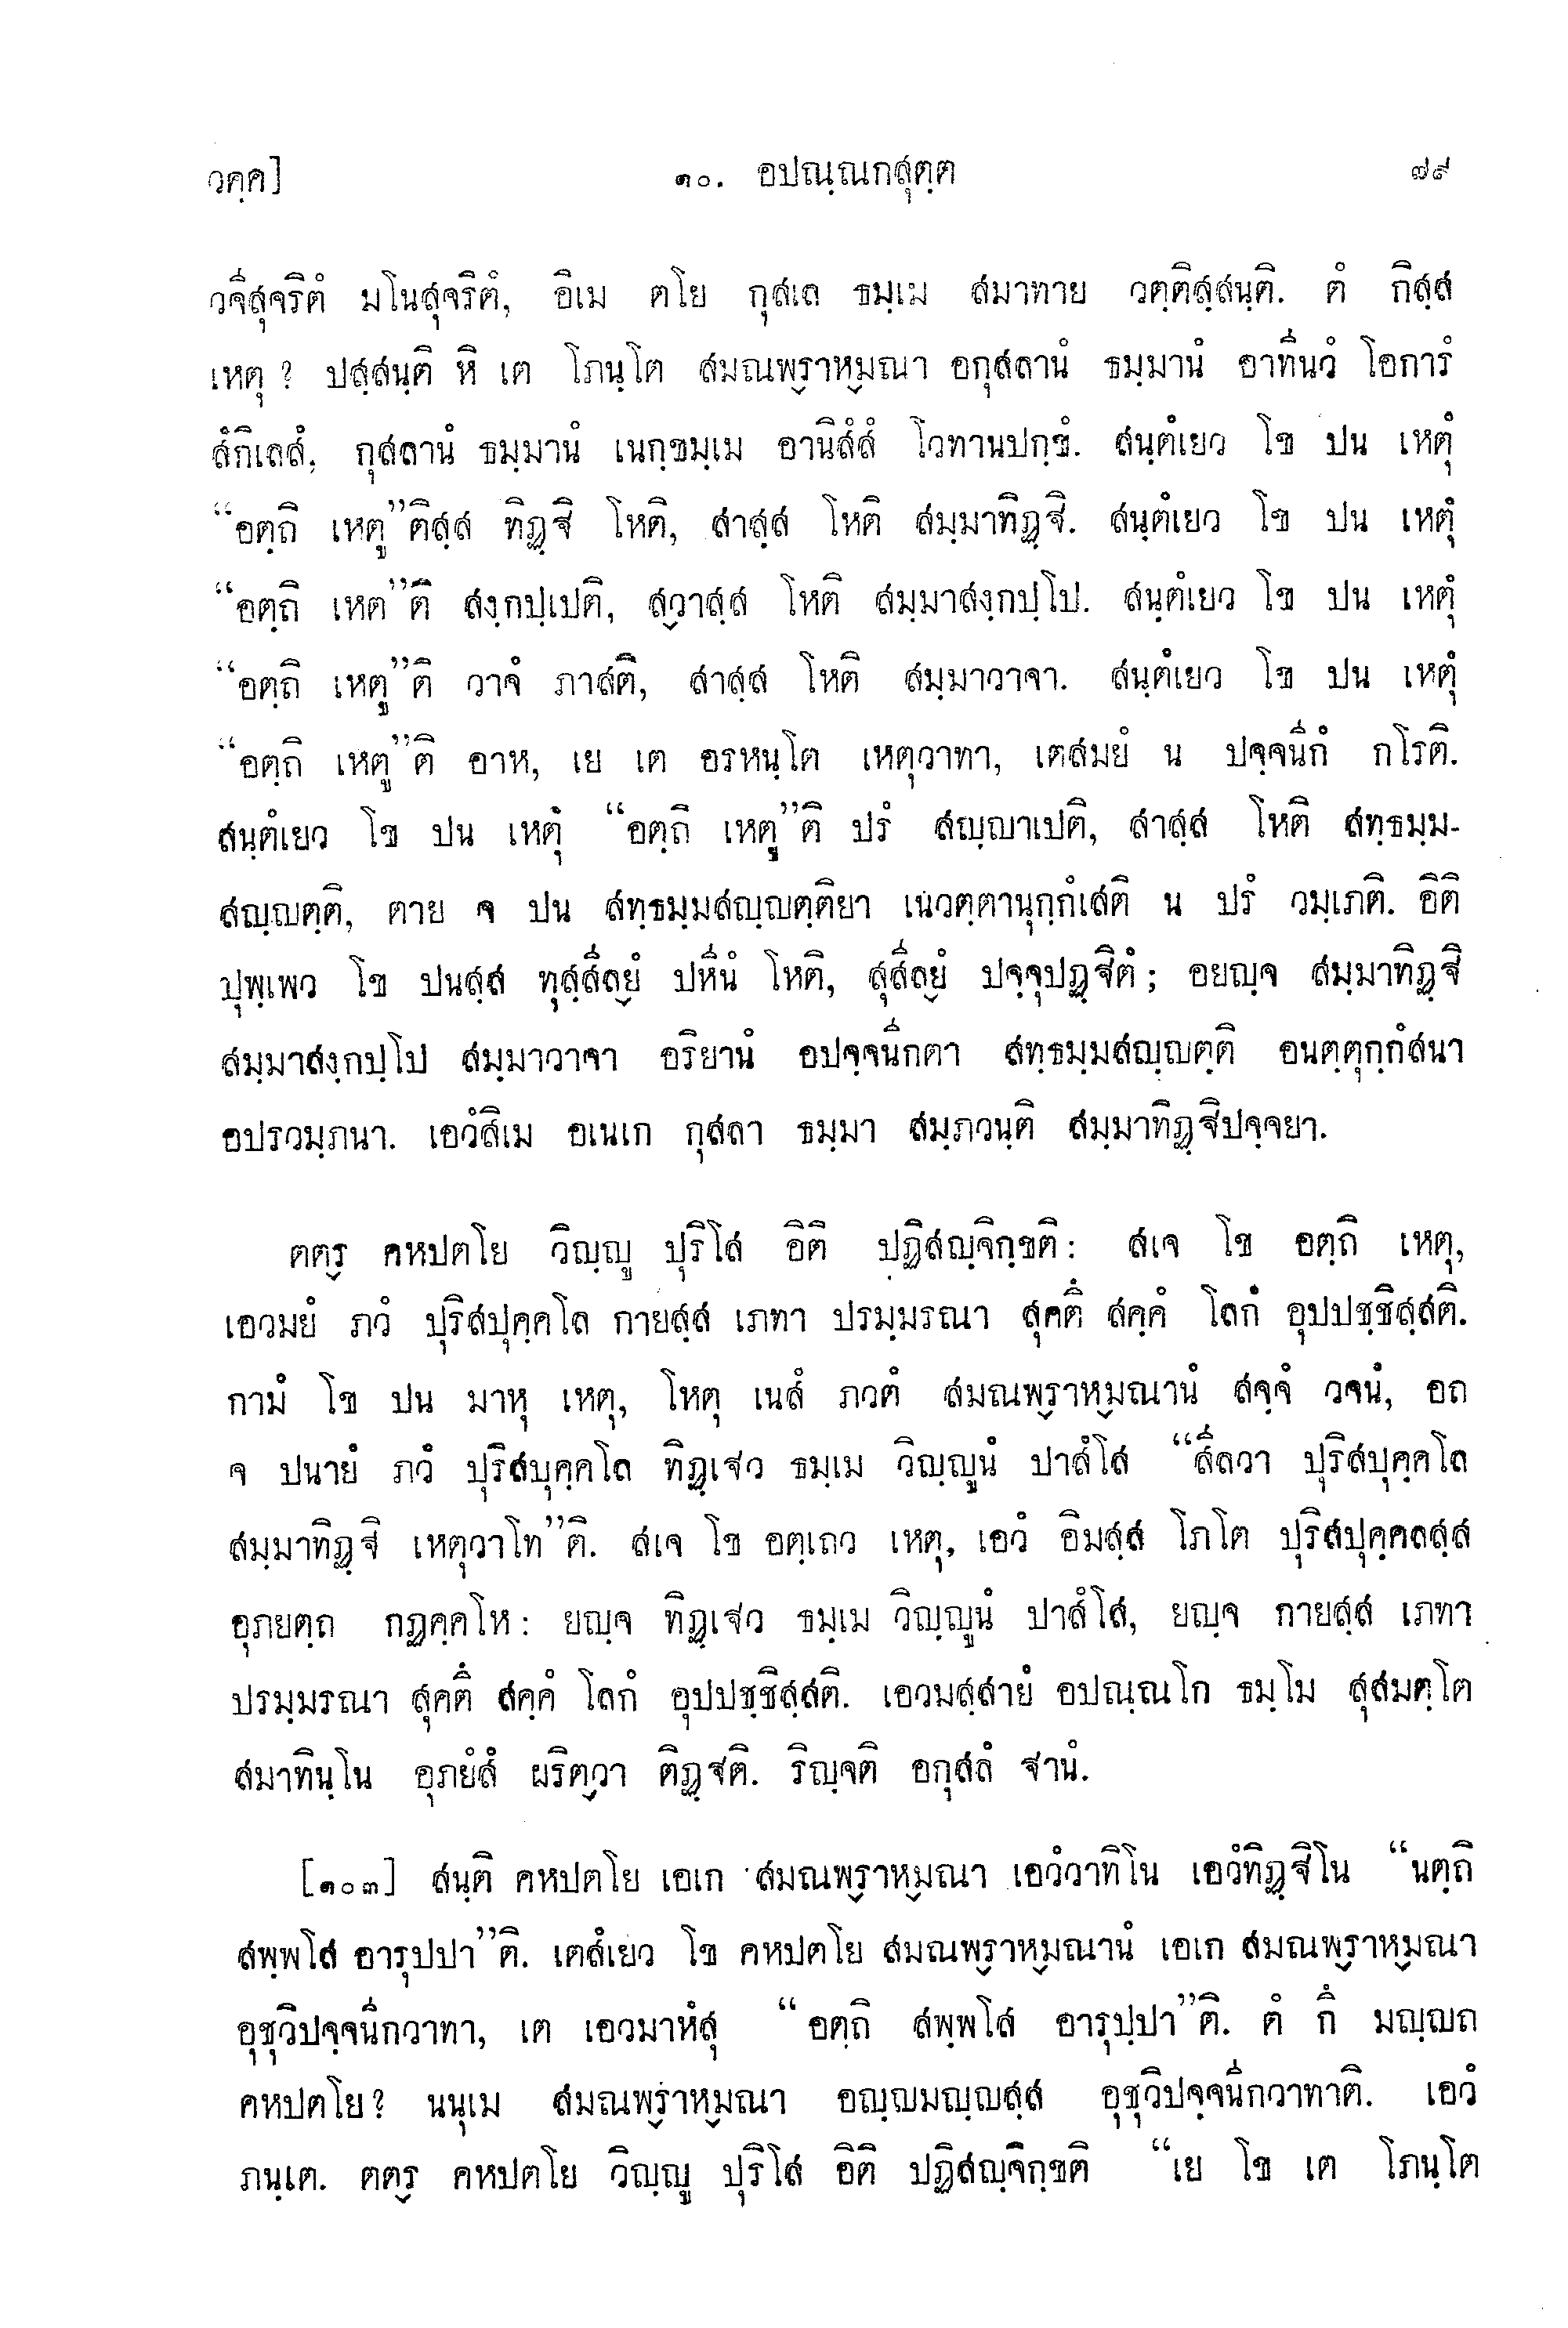 วคฺค] ๑๐. อปณฺณกสุตฺต ๗๙
วจีสุจริตํ มโนสุจริตํ, อิเม ตโย กุสเล ธมฺเม สมาทาย วตฺติสฺสนฺติ. ตํ กิสฺส
เหตุ ? ปสฺสนฺติ หิ เต โภนฺโต สมณพฺราหฺมณา อกุสลานํ ธมฺมานํ อาทีนวํ โอการํ
สํกิเลสํ, กุสลานํ ธมฺมานํ เนกฺขมฺเม อานิสํสํ โวทานปกฺขํ. สนฺตํเยว โข ปน เหตุํ
“อตฺถิ เหตู”ติสฺส ทิฏฺฐิ โหติ, สาสฺส โหติ สมฺมาทิฏฺฐิ. สนฺตํเยว โข ปน เหตุํ
“อตฺถิ เหต”ติ สงฺกปฺเปติ, สฺวาสฺส โหติ สมฺมาสงฺกปฺโป. สนฺตํเยว โข ปน เหตุํ
“อตฺถิ เหตู”ติ วาจํ ภาสติ, สาสฺส โหติ สมฺมาวาจา. สนฺตํเยว โข ปน เหตุํ
“อตฺถิ เหตู”ติ อาห, เย เต อรหนฺโต เหตุวาทา, เตสมยํ น ปจฺจนีกํ กโรติ.
สนฺตํเยว โข ปน เหตุํ “อตฺถิ เหตู”ติ ปรํ สญฺญาเปติ, สาสฺส โหติ สทฺธมฺม-
สญฺญตฺติ, ตาย จ ปน สทฺธมฺมสญฺญตฺติยา เนวตฺตานุกฺกํเสติ น ปรํ วมฺเภติ. อิติ
ปุพฺเพว โข ปนสฺส ทุสฺสีลฺยํ ปหีนํ โหติ, สุสีลฺยํ ปจฺจุปฏฺฐิตํ; อยญฺจ สมฺมาทิฏฺฐิ
สมฺมาสงฺกปฺโป สมฺมาวาจา อริยานํ อปจฺจนีกตา สทฺธมฺมสญฺญตฺติ อนตฺตุกฺกํสนา
อปรวมฺภนา. เอวํสิเม อเนเก กุสลา ธมฺมา สมฺภวนฺติ สมฺมาทิฏฺฐิปจฺจยา.
ตตฺร คหปตโย วิญฺญู ปุริโส อิติ ปฏิสญฺจิกฺขติ: สเจ โข อตฺถิ เหตุ,
เอวมยํ ภวํ ปุริสปุคฺคโล กายสฺส เภทา ปรมฺมรณา สุคตึ สคฺคํ โลกํ อุปปชฺชิสฺสติ.
กามํ โข ปน มาหุ เหตุ, โหตุ เนสํ ภวตํ สมณพฺราหฺมณานํ สจฺจํ วจนํ, อถ
จ ปนายํ ภวํ ปุริสปุคฺคโล ทิฏฺเฐว ธมฺเม วิญฺญูนํ ปาสํโส “สีลวา ปุริสปุคฺคโล
สมฺมาทิฏฺฐิ เหตุวาโท”ติ. สเจ โข อตฺเถว เหตุ, เอวํ อิมสฺส โภโต ปุริสปุคฺคลสฺส
อุภยตฺถ กฏคฺคโห: ยญฺจ ทิฏฺเฐว ธมฺเม วิญฺญูนํ ปาสํโส, ยญฺจ กายสฺส เภทา
ปรมฺมรณา สุคตึ สคฺคํ โลกํ อุปปชฺชิสฺสติ. เอวมสฺสายํ อปณฺณโก ธมฺโม สุสมตฺโต
สมาทินฺโน อุภยํสํ ผริตฺวา ติฏฺฐติ. ริญฺจติ อกุสลํ ฐานํ.
[๑๐๓] สนฺติ คหปตโย เอเก สมณพฺราหฺมณา เอวํวาทิโน เอวํทิฏฺฐิโน “นตฺถิ
สพฺพโส อารุปฺปา”ติ. เตสํเยว โข คหปตโย สมณพฺราหฺมณานํ เอเก สมณพฺราหฺมณา
อุชุวิปจฺจนีกวาทา, เต เอวมาหํสุ “อตฺถิ สพฺพโส อารุปฺปา”ติ. ตํ กึ มญฺญถ
คหปตโย? นนุเม สมณพฺราหฺมณา อญฺญมญฺญสฺส อุชุวิปจฺจนีกวาทาติ. เอวํ
ภนฺเต. ตตฺร คหปตโย วิญฺญู ปุริโส อิติ ปฏิสญฺจิกฺขติ “เย โข เต โภนฺโต